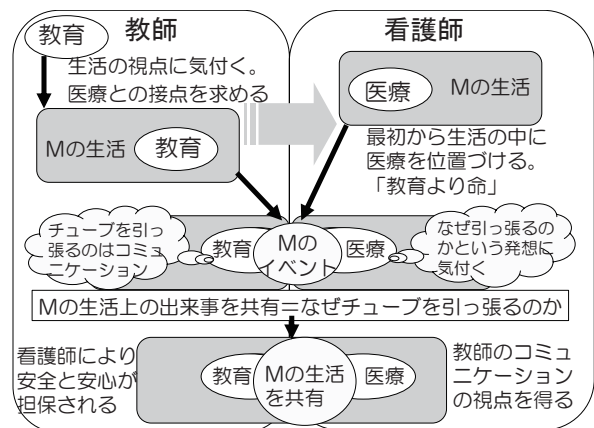 教師
教育
生活の視点に気付く。
医療との接点を求める
Mの生活
教育
看護師
医療
Mの生活
最初から生活の中に
医療を位置づける。
「教育より命」
チューブを引っ
張るのはコミュ
ニケーション
教育
Mの
イベント
医療
なぜ引っ張るの
かという発想に
気付く
Mの生活上の出来事を共有＝なぜチューブを引っ張るのか
看護師により
安全と安心が
担保される
教育
Mの生活
を共有
医療
教師のコミュ
ニケーション
の視点を得る